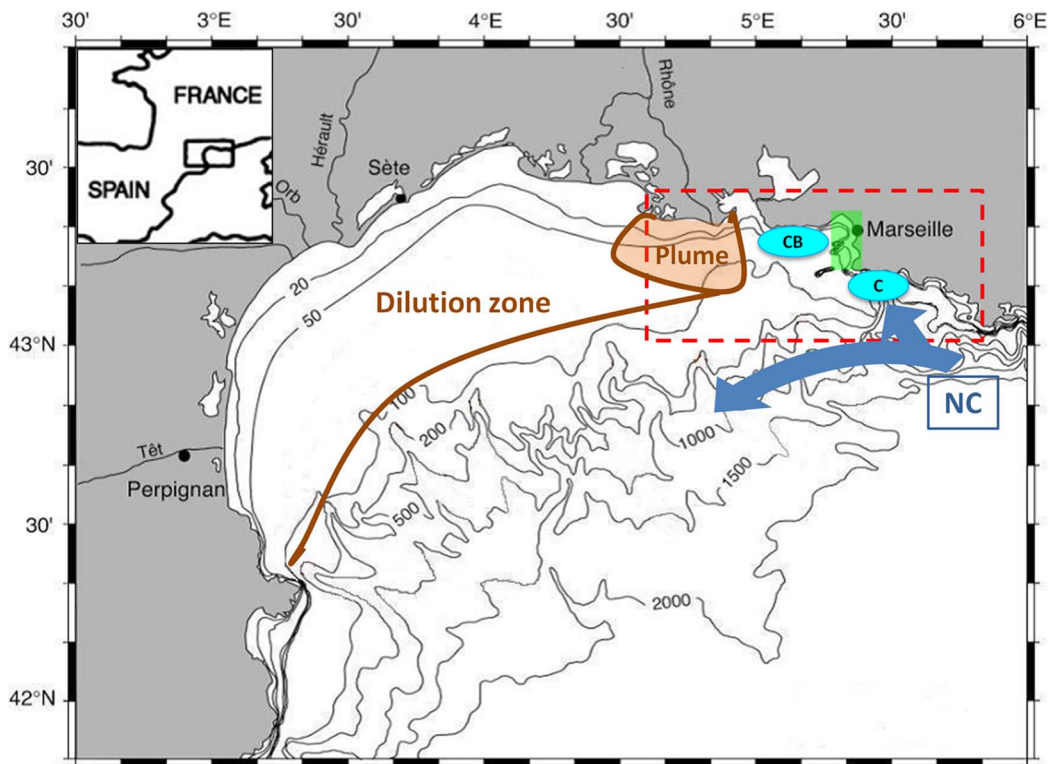 30'
3°E
30'
4°E
30'
5°E
30'
6°E
FRANCE
SPAIN
Hérault
Orb
Sète
Rhône
30'
Marseille
CB
C
Plume
Dilution zone
20
50
43°N
NC
100
200
1000
1500
500
Têt
Perpignan
30'
2000
42°N